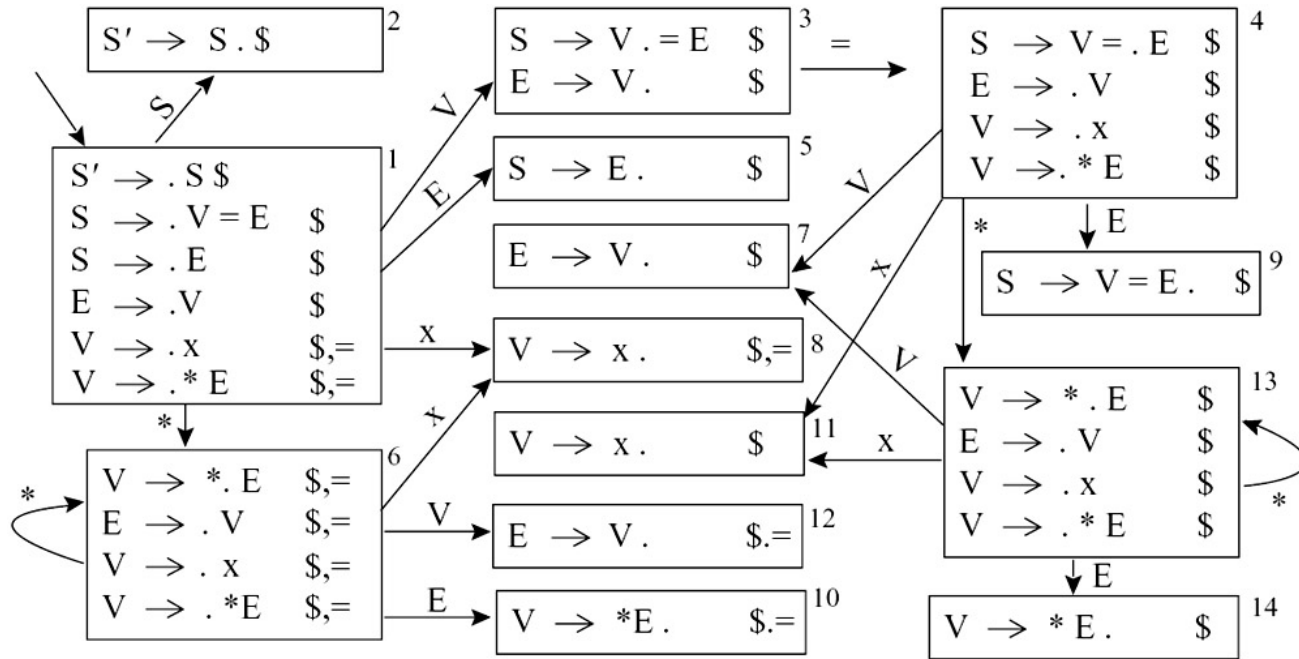 2
S′ → S . $
S
1
S′ → . S $
S → . V = E $
S → . E $
E → .V $
V → . x $,=
V → .* E $,=
V
E
x
*
6
V → *. E $,=
E → . V $,=
V → . x $,=
V → . *E $,=
*
x
V
E
3
S → V . = E $
E → V . $
=
5
S → E . $
7
E → V . $
8
V → x . $,=
11
V → x . $
12
E → V . $.=
10
V → *E . $.=
4
S → V = . E $
E → . V $
V → . x $
V → . * E $
V
x
*
E
9
S → V = E . $
13
V → * . E $
E → . V $
V → . x $
V → . * E $
V
x
*
E
14
V → * E . $